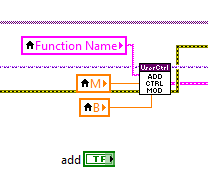 Function Name
UserCtrl
ADD
CTRL
MOD
M
B
add TF